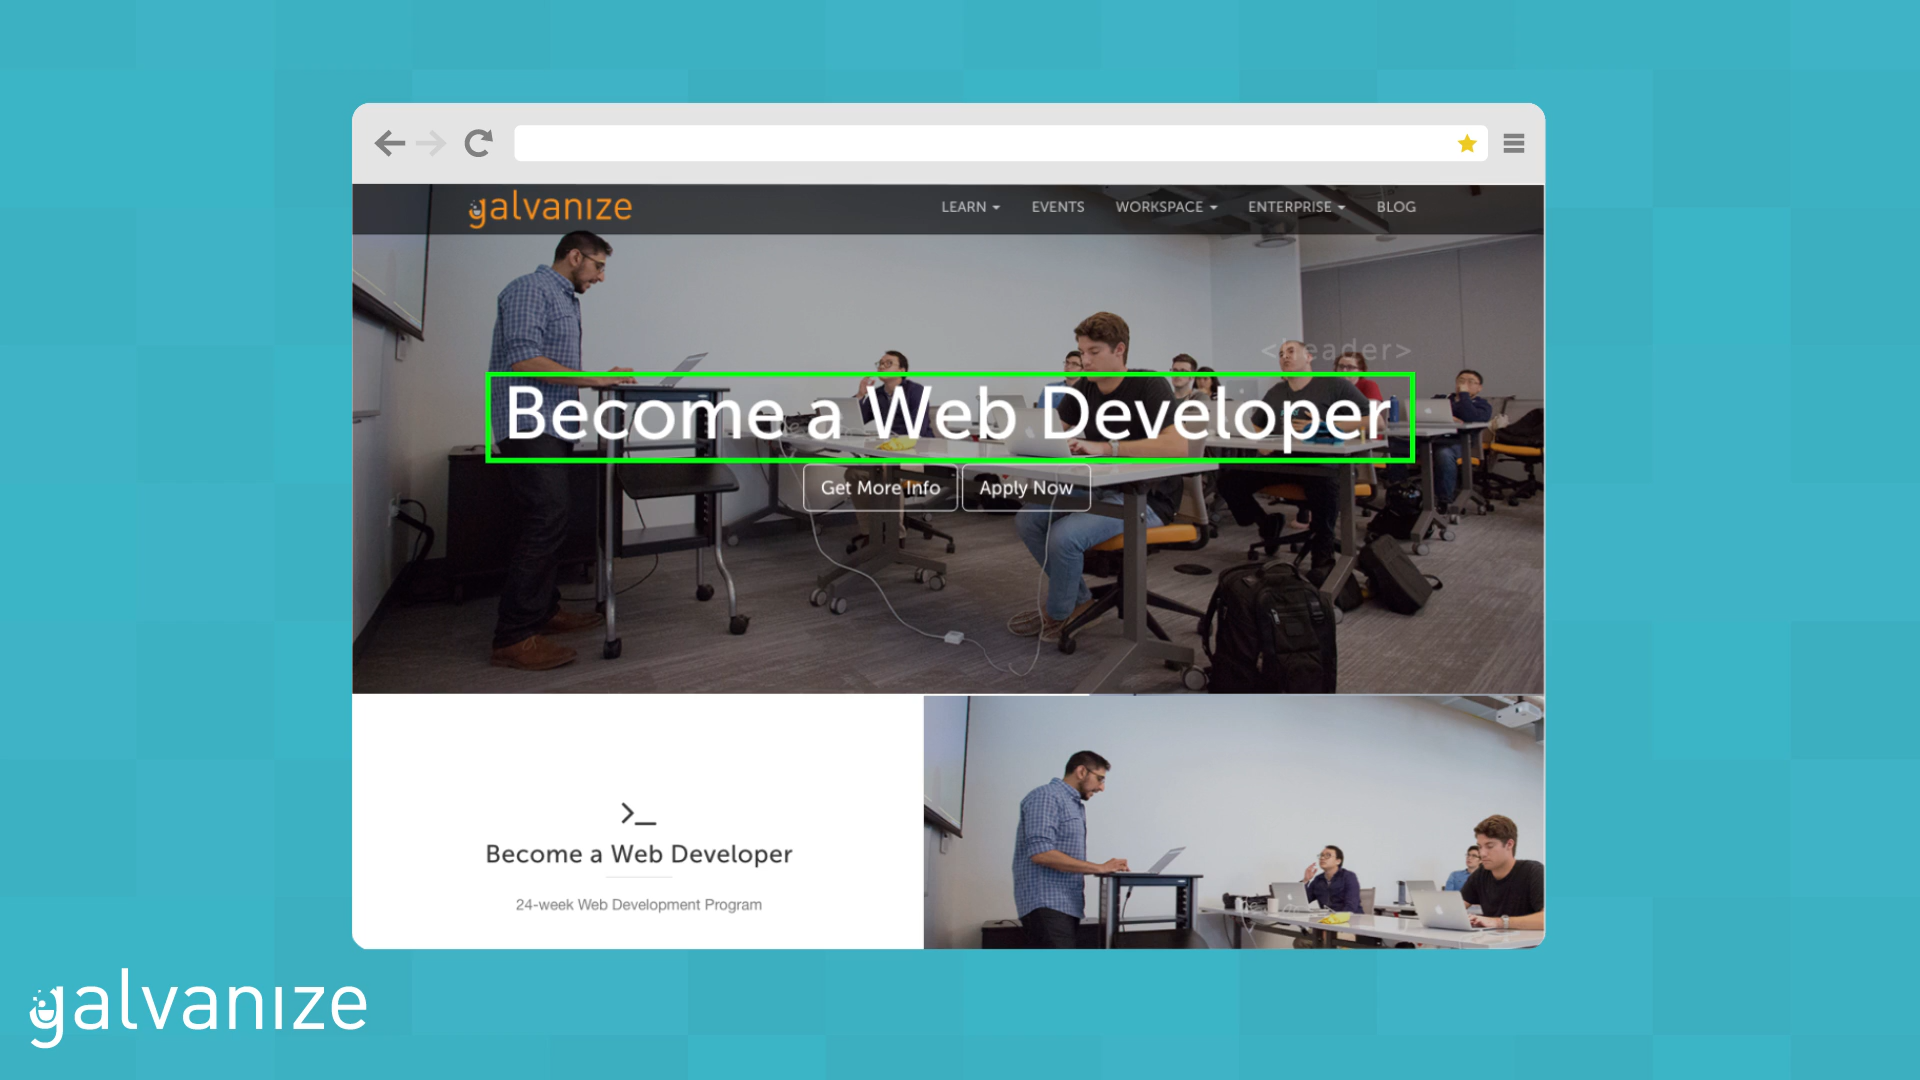 galvanize
LEARN EVENTS WORKSPACE ENTERPRISE BLOG
<header>
Become a Web Developer
Get More Info Apply Now
>_
Become a Web Developer
24-week Web Development Program
galvanize